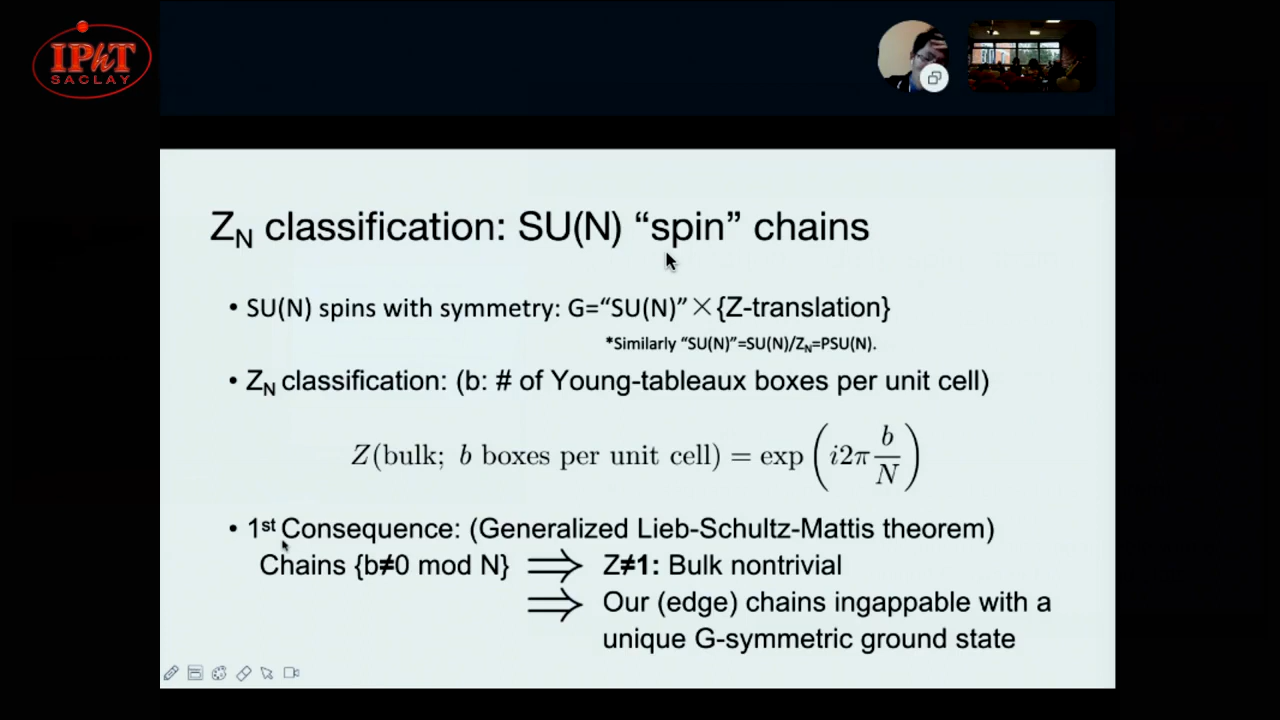 IPhT
SACLAY
Z_N classification: SU(N) “spin” chains
• SU(N) spins with symmetry: G=“SU(N)”×{Z-translation}
*Similarly “SU(N)”=SU(N)/Z_N=PSU(N).
• Z_N classification: (b: # of Young-tableaux boxes per unit cell)
Z(bulk; b boxes per unit cell) = exp(i2π b/N)
• 1st Consequence: (Generalized Lieb-Schultz-Mattis theorem)
Chains {b≠0 mod N} ⟹ Z≠1: Bulk nontrivial
⟹ Our (edge) chains ingappable with a
unique G-symmetric ground state